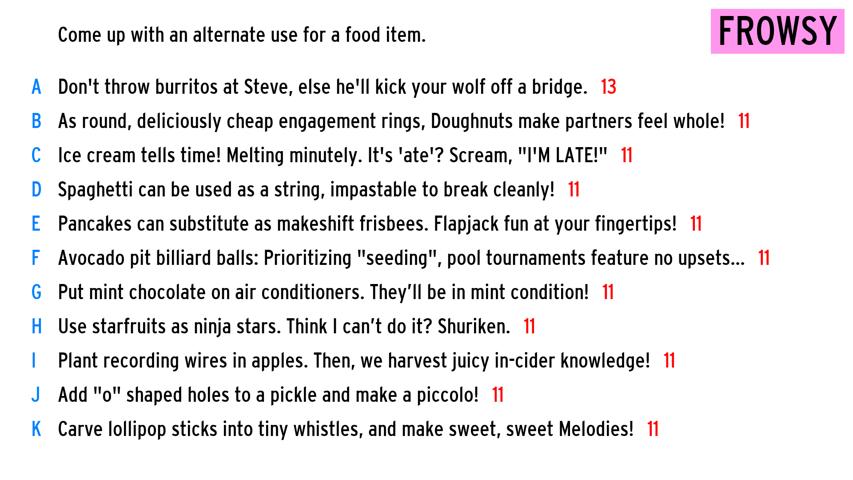 Come up with an alternate use for a food item.
FROWSY
A Don't throw burritos at Steve, else he'll kick your wolf off a bridge. 13
B As round, deliciously cheap engagement rings, Doughnuts make partners feel whole! 11
C Ice cream tells time! Melting minutely. It's 'ate'? Scream, "I'M LATE!" 11
D Spaghetti can be used as a string, impastable to break cleanly! 11
E Pancakes can substitute as makeshift frisbees. Flapjack fun at your fingertips! 11
F Avocado pit billiard balls: Prioritizing "seeding", pool tournaments feature no upsets... 11
G Put mint chocolate on air conditioners. They’ll be in mint condition! 11
H Use starfruits as ninja stars. Think I can’t do it? Shuriken. 11
I Plant recording wires in apples. Then, we harvest juicy in-cider knowledge! 11
J Add "o" shaped holes to a pickle and make a piccolo! 11
K Carve lollipop sticks into tiny whistles, and make sweet, sweet Melodies! 11